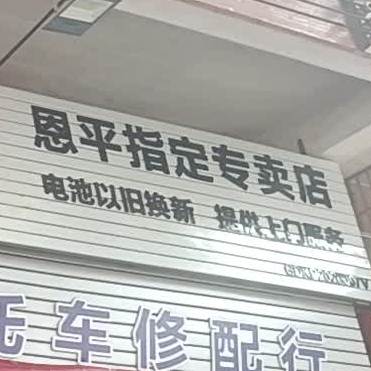 恩平指定专卖店
电池以旧换新 提供上门服务
托车修配行